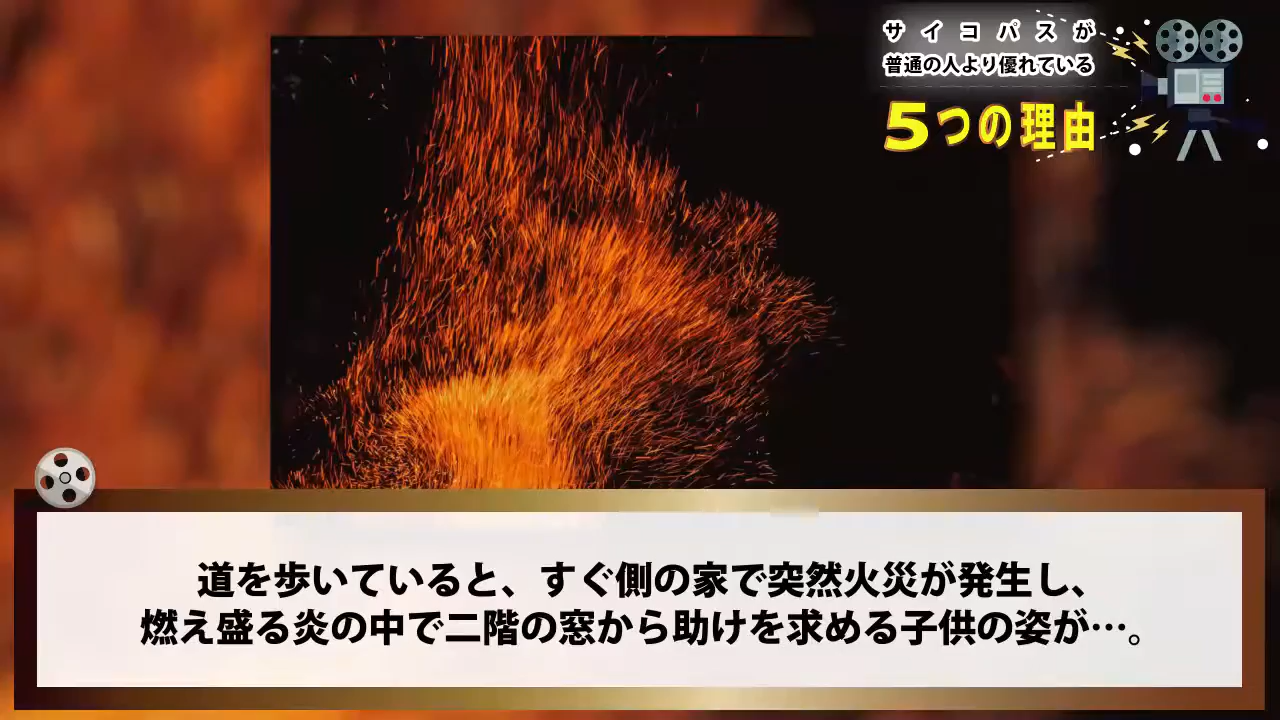 サイコパスが
普通の人より優れている
5つの理由
道を歩いていると、すぐ側の家で突然火災が発生し、
燃え盛る炎の中で二階の窓から助けを求める子供の姿が…。